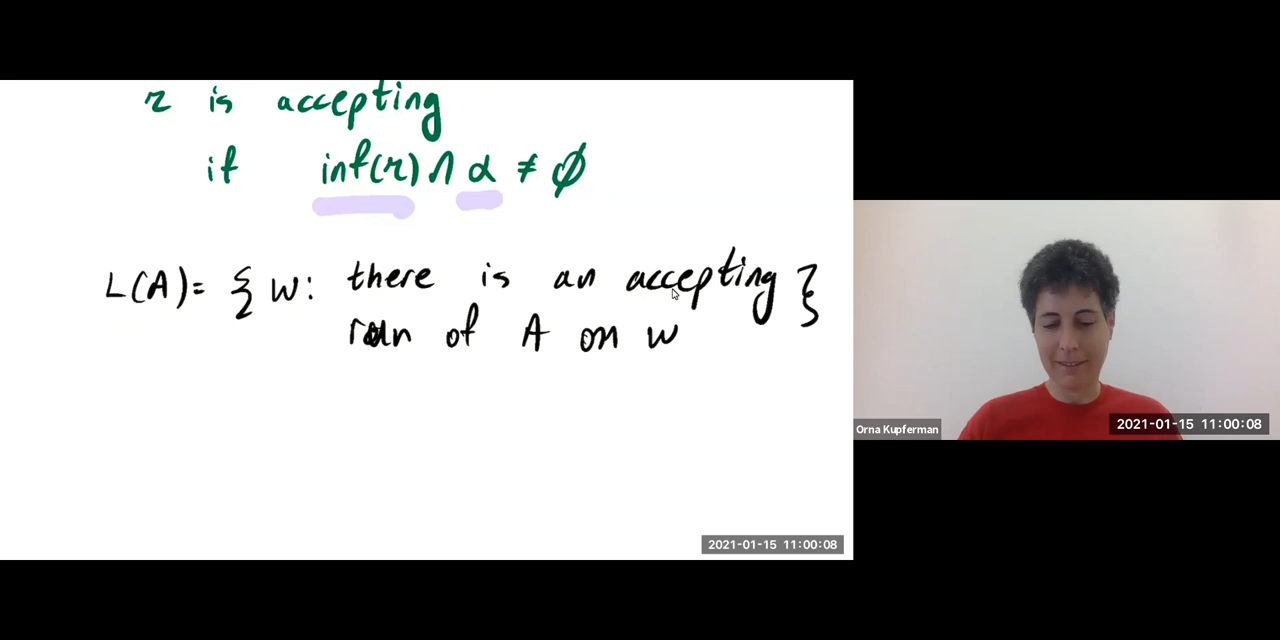 r is accepting
if inf(r) ∩ α ≠ ∅
L(A) = { w: there is an accepting }
run of A on w
Orna Kupferman
2021-01-15 11:00:08
2021-01-15 11:00:08